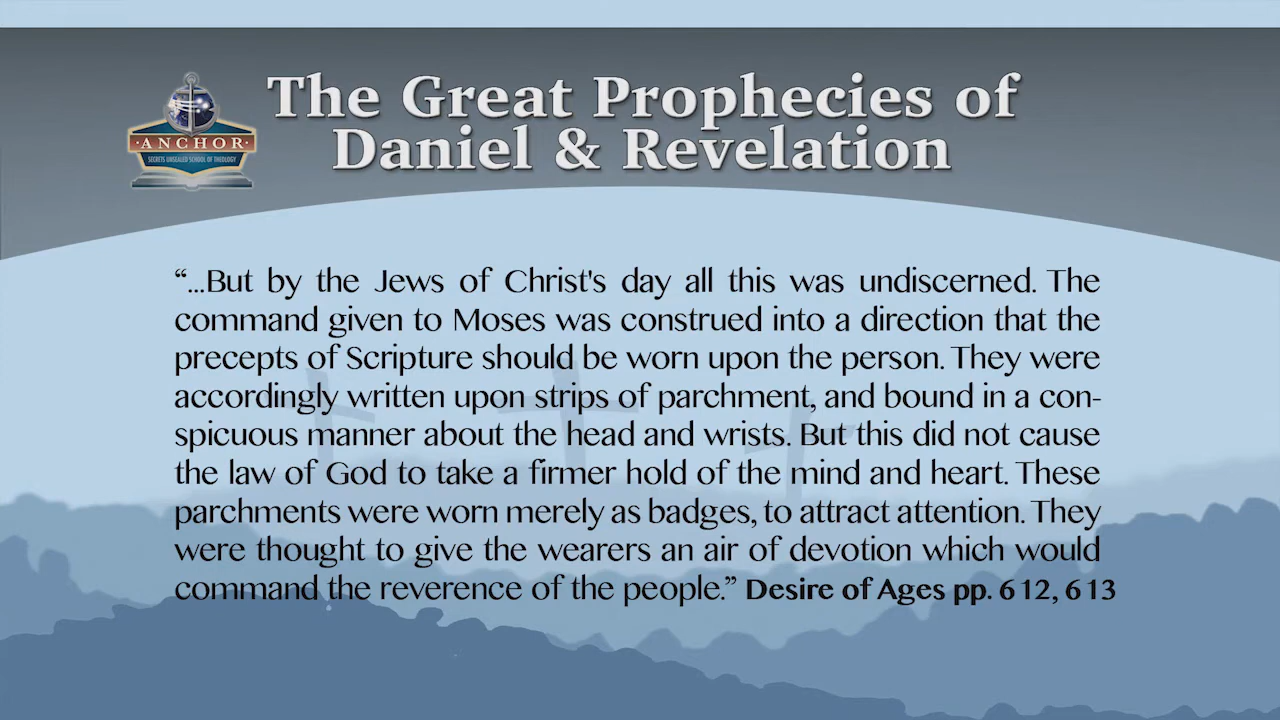 The Great Prophecies of
Daniel & Revelation
·ANCHOR·
SECRETS UNSEALED SCHOOL OF THEOLOGY
“...But by the Jews of Christ's day all this was undiscerned. The
command given to Moses was construed into a direction that the
precepts of Scripture should be worn upon the person. They were
accordingly written upon strips of parchment, and bound in a con-
spicuous manner about the head and wrists. But this did not cause
the law of God to take a firmer hold of the mind and heart. These
parchments were worn merely as badges, to attract attention. They
were thought to give the wearers an air of devotion which would
command the reverence of the people.” Desire of Ages pp. 612, 613